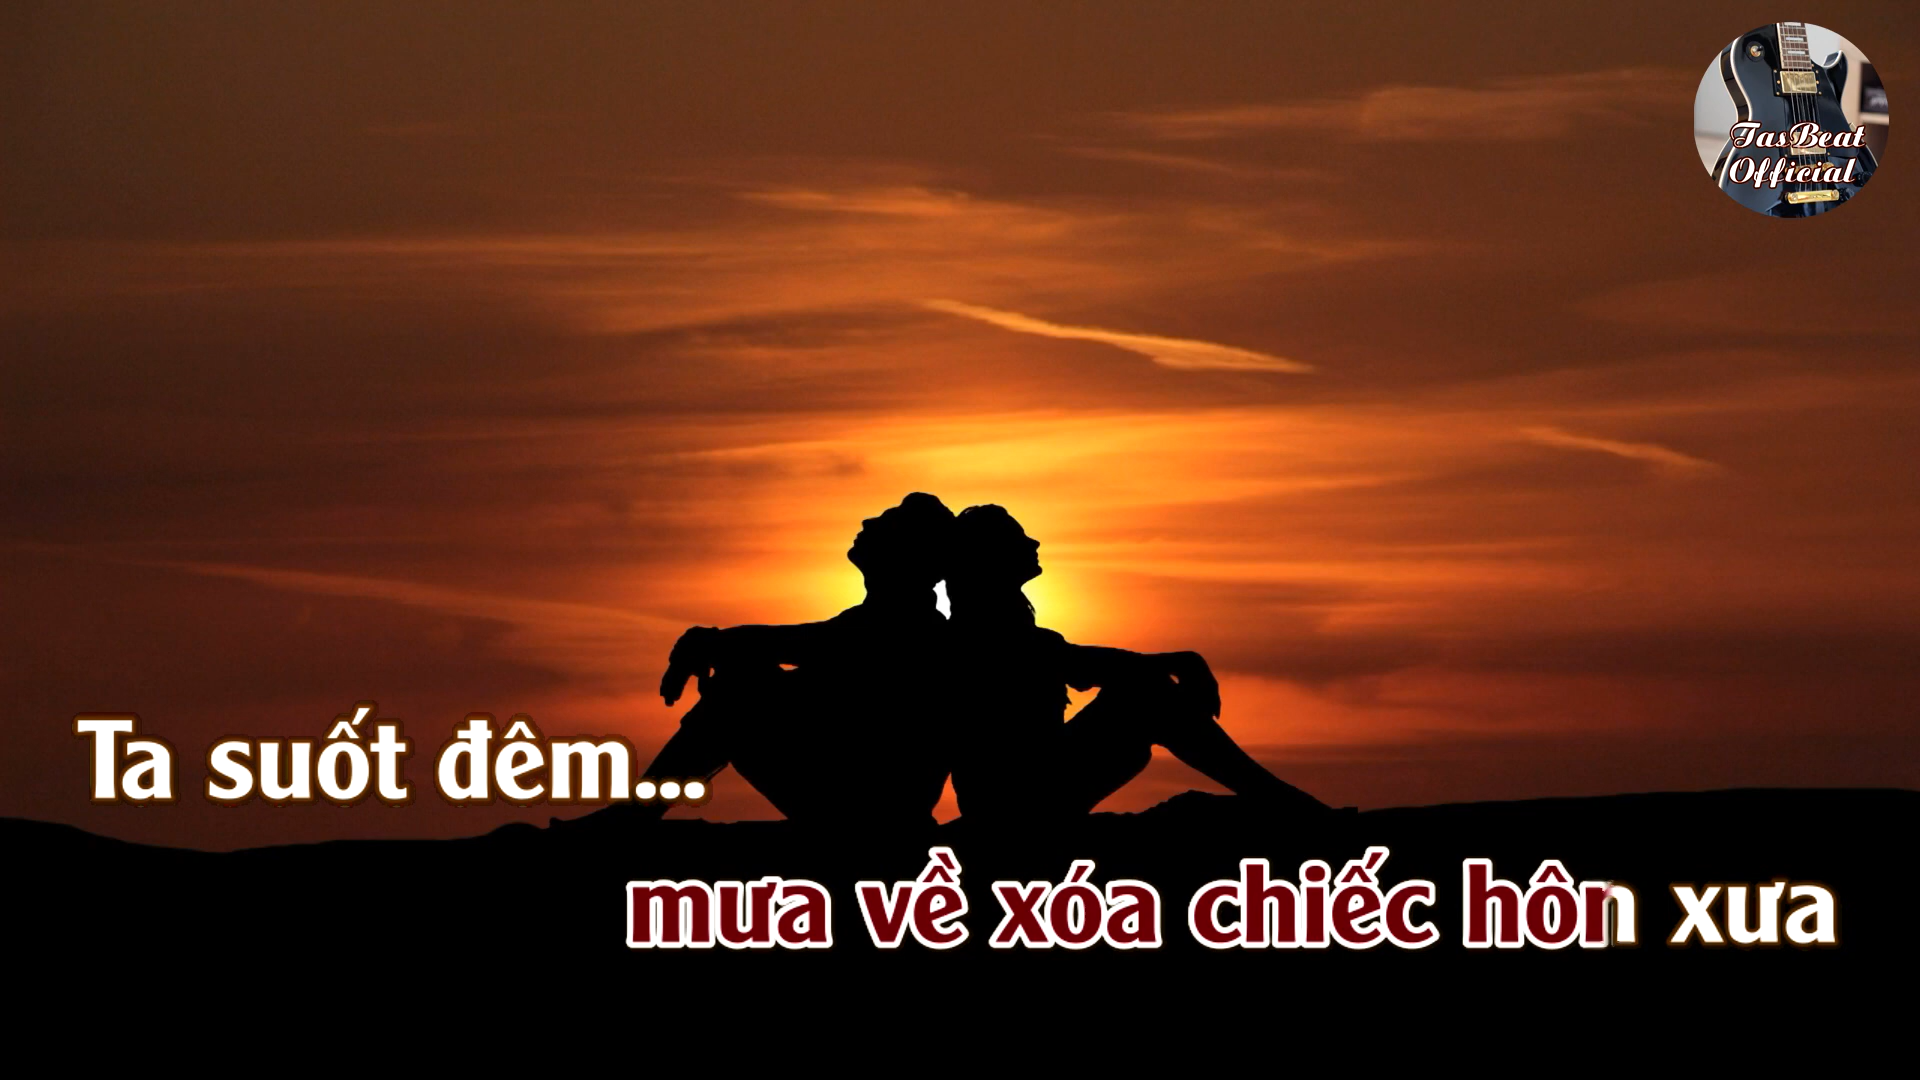 TasBeat
Official
Ta suốt đêm...
mưa về xóa chiếc hôn xưa